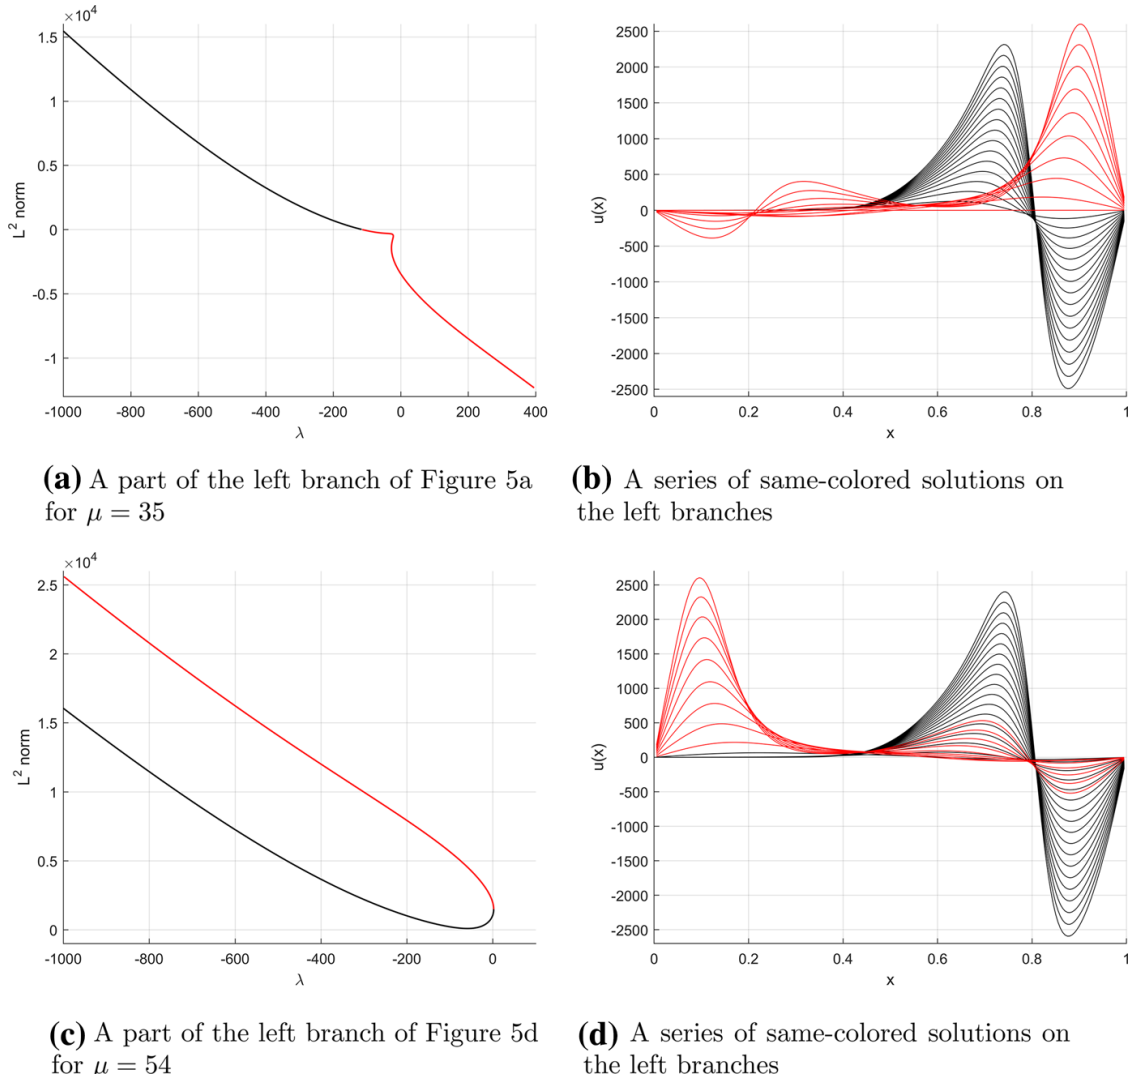 ×10⁴
1.5
1
0.5
0
-0.5
-1
L² norm
-1000 -800 -600 -400 -200 0 200 400
λ
2500
2000
1500
1000
500
0
-500
-1000
-1500
-2000
-2500
u(x)
0 0.2 0.4 0.6 0.8 1
x
(a) A part of the left branch of Figure 5a
for μ = 35
(b) A series of same-colored solutions on
the left branches
×10⁴
2.5
2
1.5
1
0.5
0
L² norm
-1000 -800 -600 -400 -200 0
λ
2500
2000
1500
1000
500
0
-500
-1000
-1500
-2000
-2500
u(x)
0 0.2 0.4 0.6 0.8 1
x
(c) A part of the left branch of Figure 5d
for μ = 54
(d) A series of same-colored solutions on
the left branches